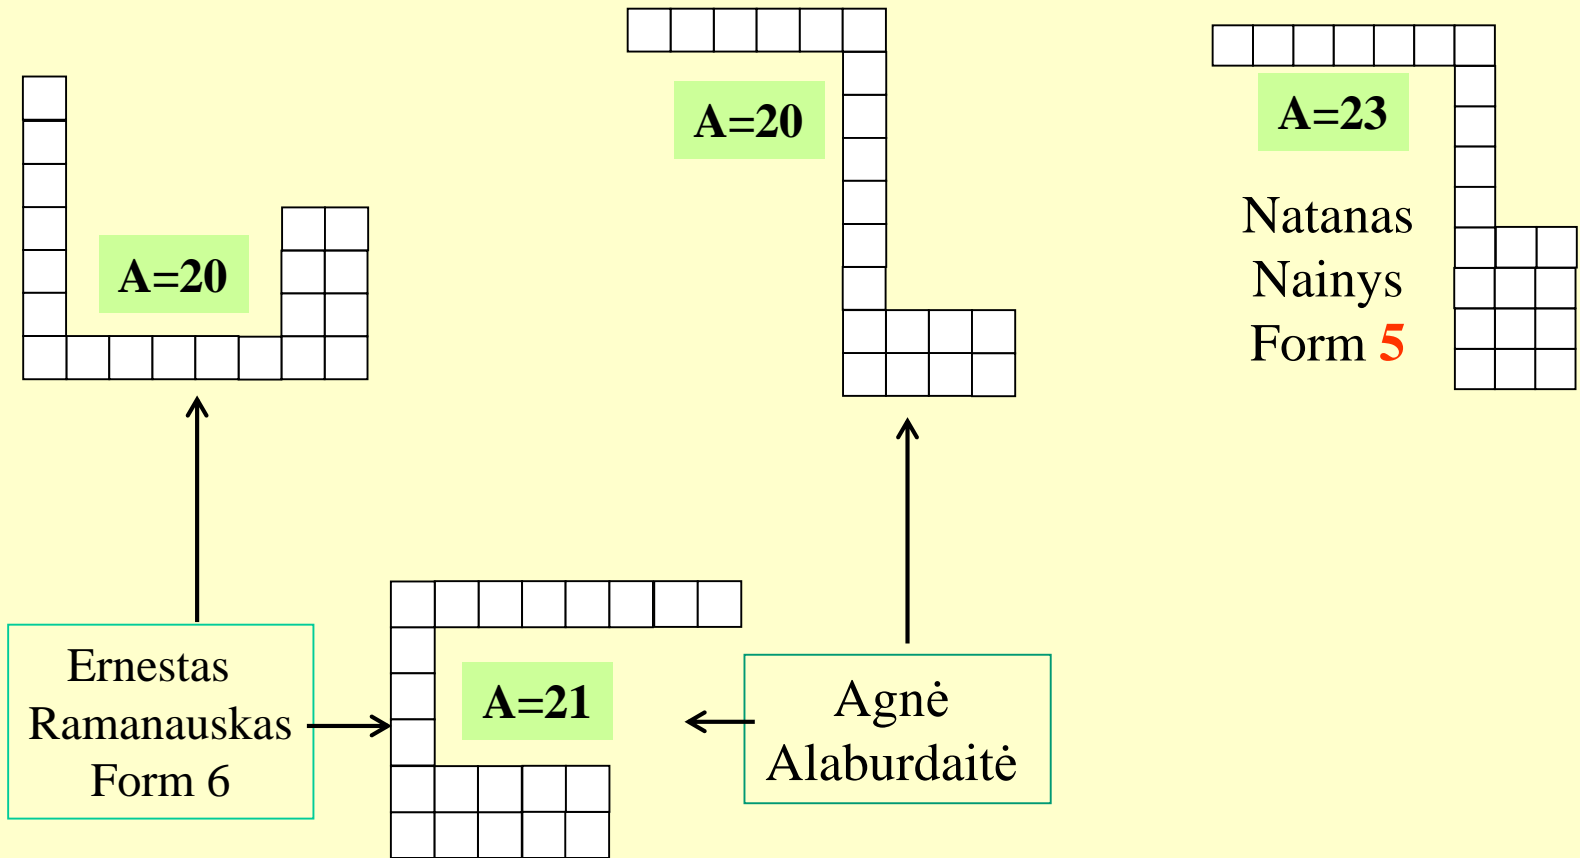 A=20
A=20
A=23
Natanas
Nainys
Form 5
Ernestas
Ramanauskas
Form 6
A=21
Agnė
Alaburdaitė